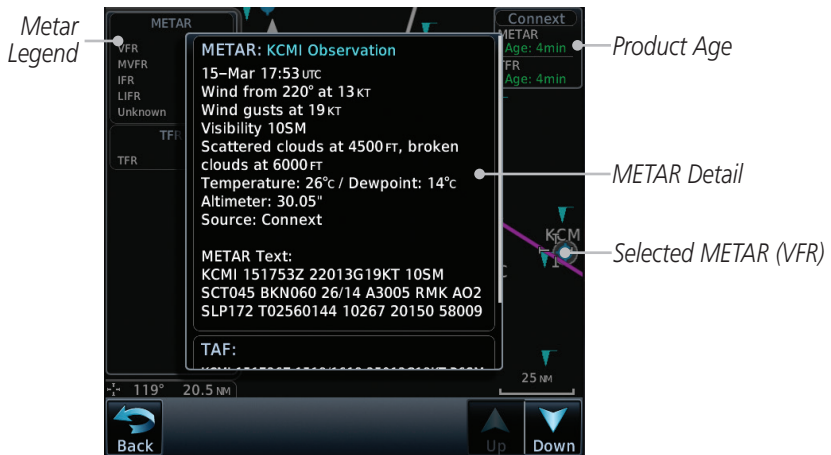 Metar
Legend
METAR
VFR
MVFR
IFR
LIFR
Unknown
TFR
TFR
METAR: KCMI Observation
15-Mar 17:53 UTC
Wind from 220° at 13 KT
Wind gusts at 19 KT
Visibility 10SM
Scattered clouds at 4500 FT, broken
clouds at 6000 FT
Temperature: 26°C / Dewpoint: 14°C
Altimeter: 30.05"
Source: Connext
METAR Text:
KCMI 151753Z 22013G19KT 10SM
SCT045 BKN060 26/14 A3005 RMK AO2
SLP172 T02560144 10267 20150 58009
TAF:
Connext
METAR
Age: 4min
TFR
Age: 4min
Product Age
METAR Detail
KCM
Selected METAR (VFR)
25 NM
119° 20.5 NM
Back
Up
Down